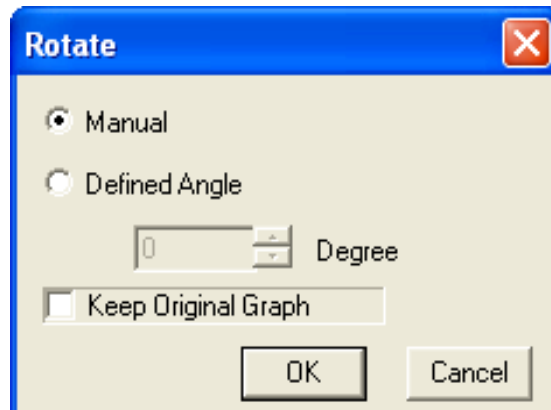 Rotate
Manual
Defined Angle
0 Degree
Keep Original Graph
OK Cancel